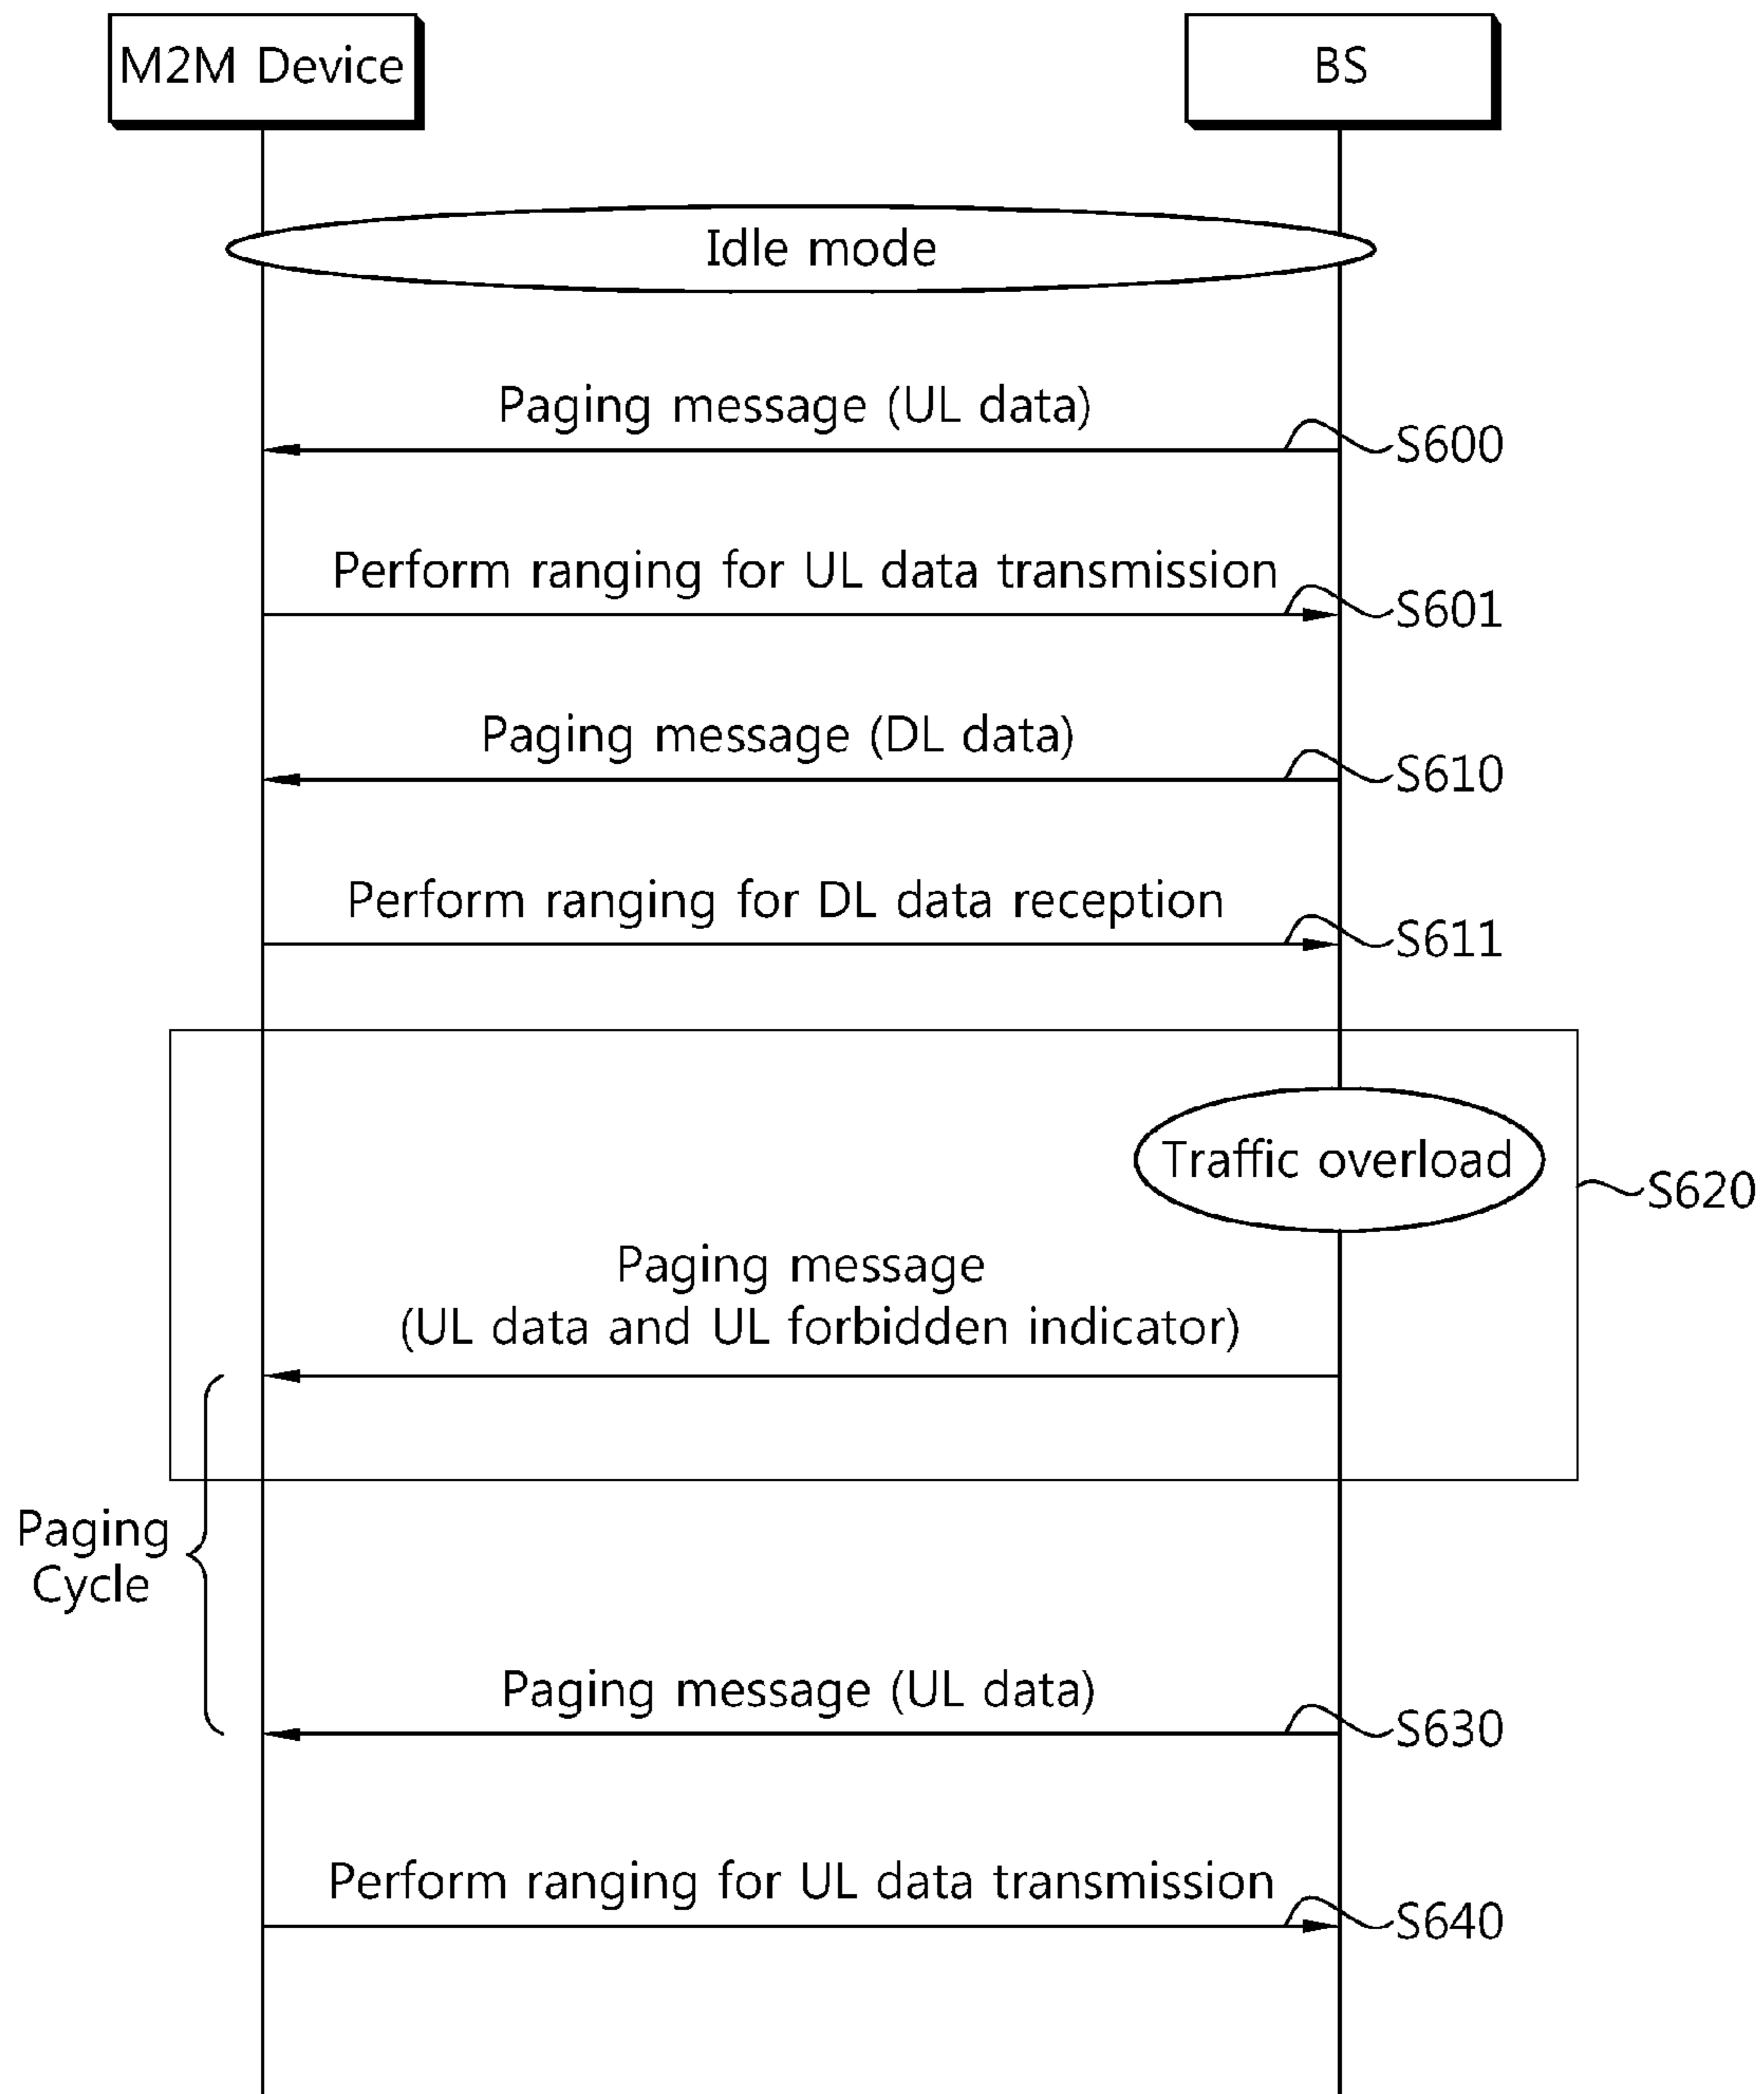 M2M Device
BS
Idle mode
Paging message (UL data)
S600
Perform ranging for UL data transmission
S601
Paging message (DL data)
S610
Perform ranging for DL data reception
S611
Traffic overload
S620
Paging message
(UL data and UL forbidden indicator)
Paging
Cycle
Paging message (UL data)
S630
Perform ranging for UL data transmission
S640